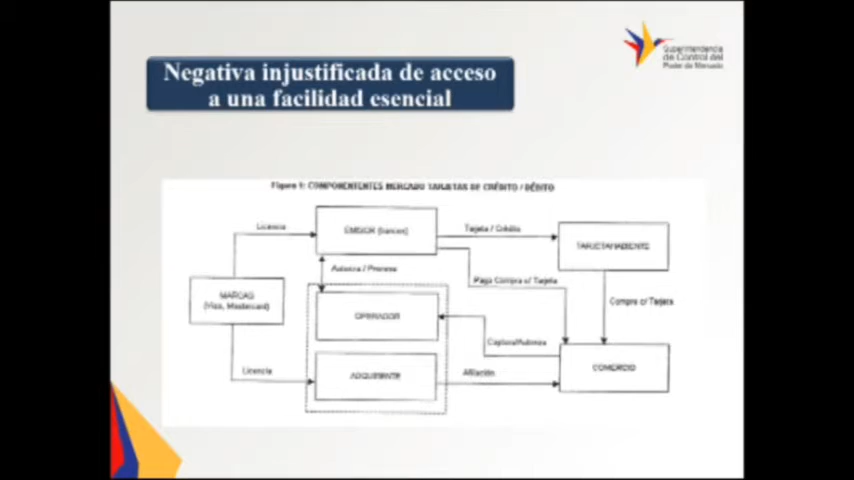 Negativa injustificada de acceso
a una facilidad esencial
Superintendencia
de Control del
Poder de Mercado
Figura 1: COMPONENTENTES MERCADO TARJETAS DE CRÉDITO / DÉBITO
Licencia
EMISOR (bancos)
Tarjeta / Crédito
TARJETAHABIENTE
Autoriza / Procesa
Paga Compra c/ Tarjeta
MARCAS
(Visa, Mastercard)
OPERADOR
Compra c/ Tarjeta
Captura/Autoriza
COMERCIO
Licencia
ADQUIRENTE
Afiliación